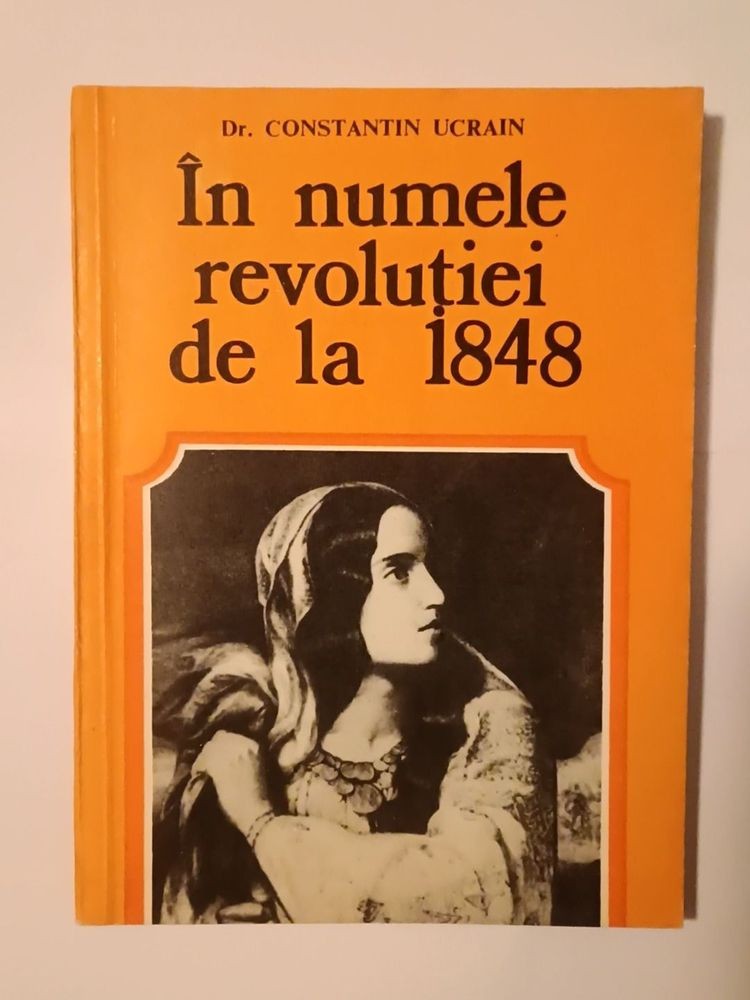 Dr. CONSTANTIN UCRAIN
În numele
revoluției
de la 1848